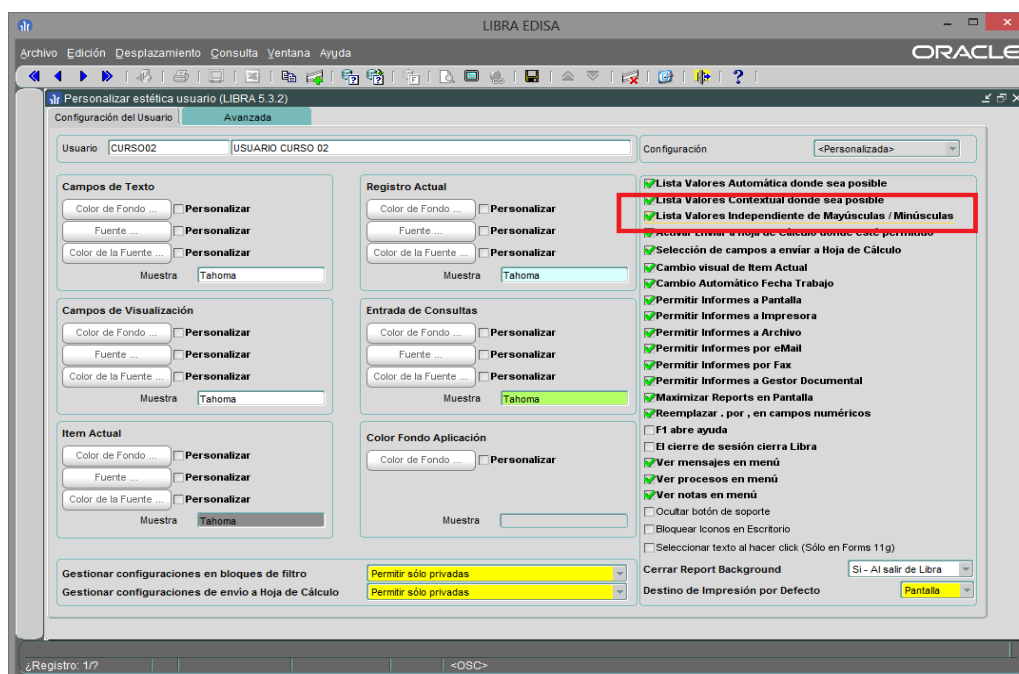 LIBRA EDISA
Archivo Edición Desplazamiento Consulta Ventana Ayuda
ORACLE
Personalizar estética usuario (LIBRA 5.3.2)
Configuración del Usuario Avanzada
Usuario CURSO02 USUARIO CURSO 02
Configuración <Personalizada>
Campos de Texto
Color de Fondo ... Personalizar
Fuente ... Personalizar
Color de la Fuente ... Personalizar
Muestra Tahoma
Registro Actual
Color de Fondo ... Personalizar
Fuente ... Personalizar
Color de la Fuente ... Personalizar
Muestra Tahoma
Campos de Visualización
Color de Fondo ... Personalizar
Fuente ... Personalizar
Color de la Fuente ... Personalizar
Muestra Tahoma
Entrada de Consultas
Color de Fondo ... Personalizar
Fuente ... Personalizar
Color de la Fuente ... Personalizar
Muestra Tahoma
Item Actual
Color de Fondo ... Personalizar
Fuente ... Personalizar
Color de la Fuente ... Personalizar
Muestra Tahoma
Color Fondo Aplicación
Color de Fondo ... Personalizar
Muestra
Gestionar configuraciones en bloques de filtro Permitir sólo privadas
Gestionar configuraciones de envio a Hoja de Cálculo Permitir sólo privadas
Lista Valores Automática donde sea posible
Lista Valores Contextual donde sea posible
Lista Valores Independiente de Mayúsculas / Minúsculas
Activar Enviar a Hoja de Cálculo donde esté permitido
Selección de campos a envíar a Hoja de Cálculo
Cambio visual de Item Actual
Cambio Automático Fecha Trabajo
Permitir Informes a Pantalla
Permitir Informes a Impresora
Permitir Informes a Archivo
Permitir Informes por eMail
Permitir Informes por Fax
Permitir Informes a Gestor Documental
Maximizar Reports en Pantalla
Reemplazar . por , en campos numéricos
F1 abre ayuda
El cierre de sesión cierra Libra
Ver mensajes en menú
Ver procesos en menú
Ver notas en menú
Ocultar botón de soporte
Bloquear Iconos en Escritorio
Seleccionar texto al hacer click (Sólo en Forms 11g)
Cerrar Report Background Si - Al salir de Libra
Destino de Impresión por Defecto Pantalla
¿Registro: 1/? <OSC>